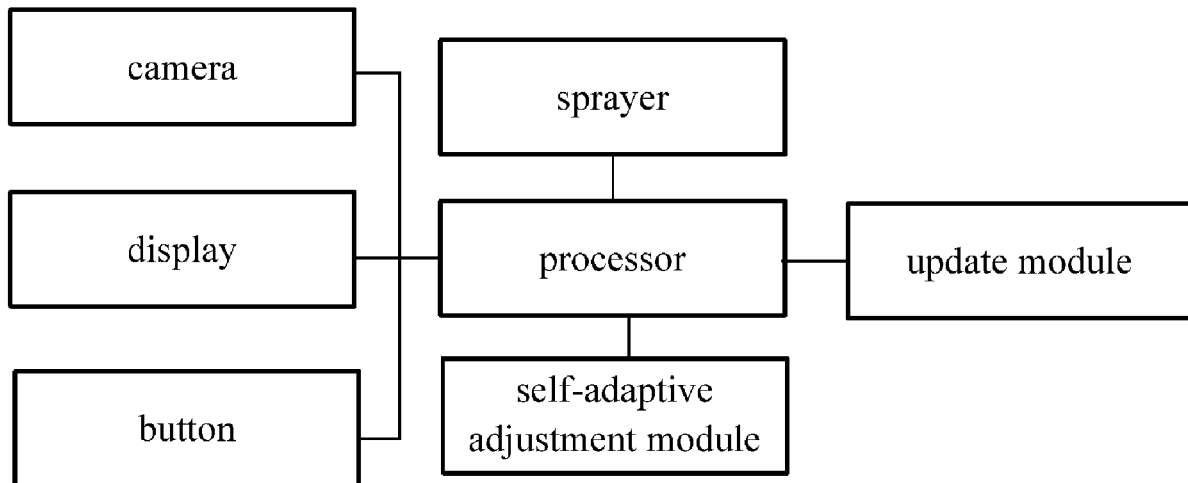 camera
sprayer
display
processor
update module
button
self-adaptive
adjustment module